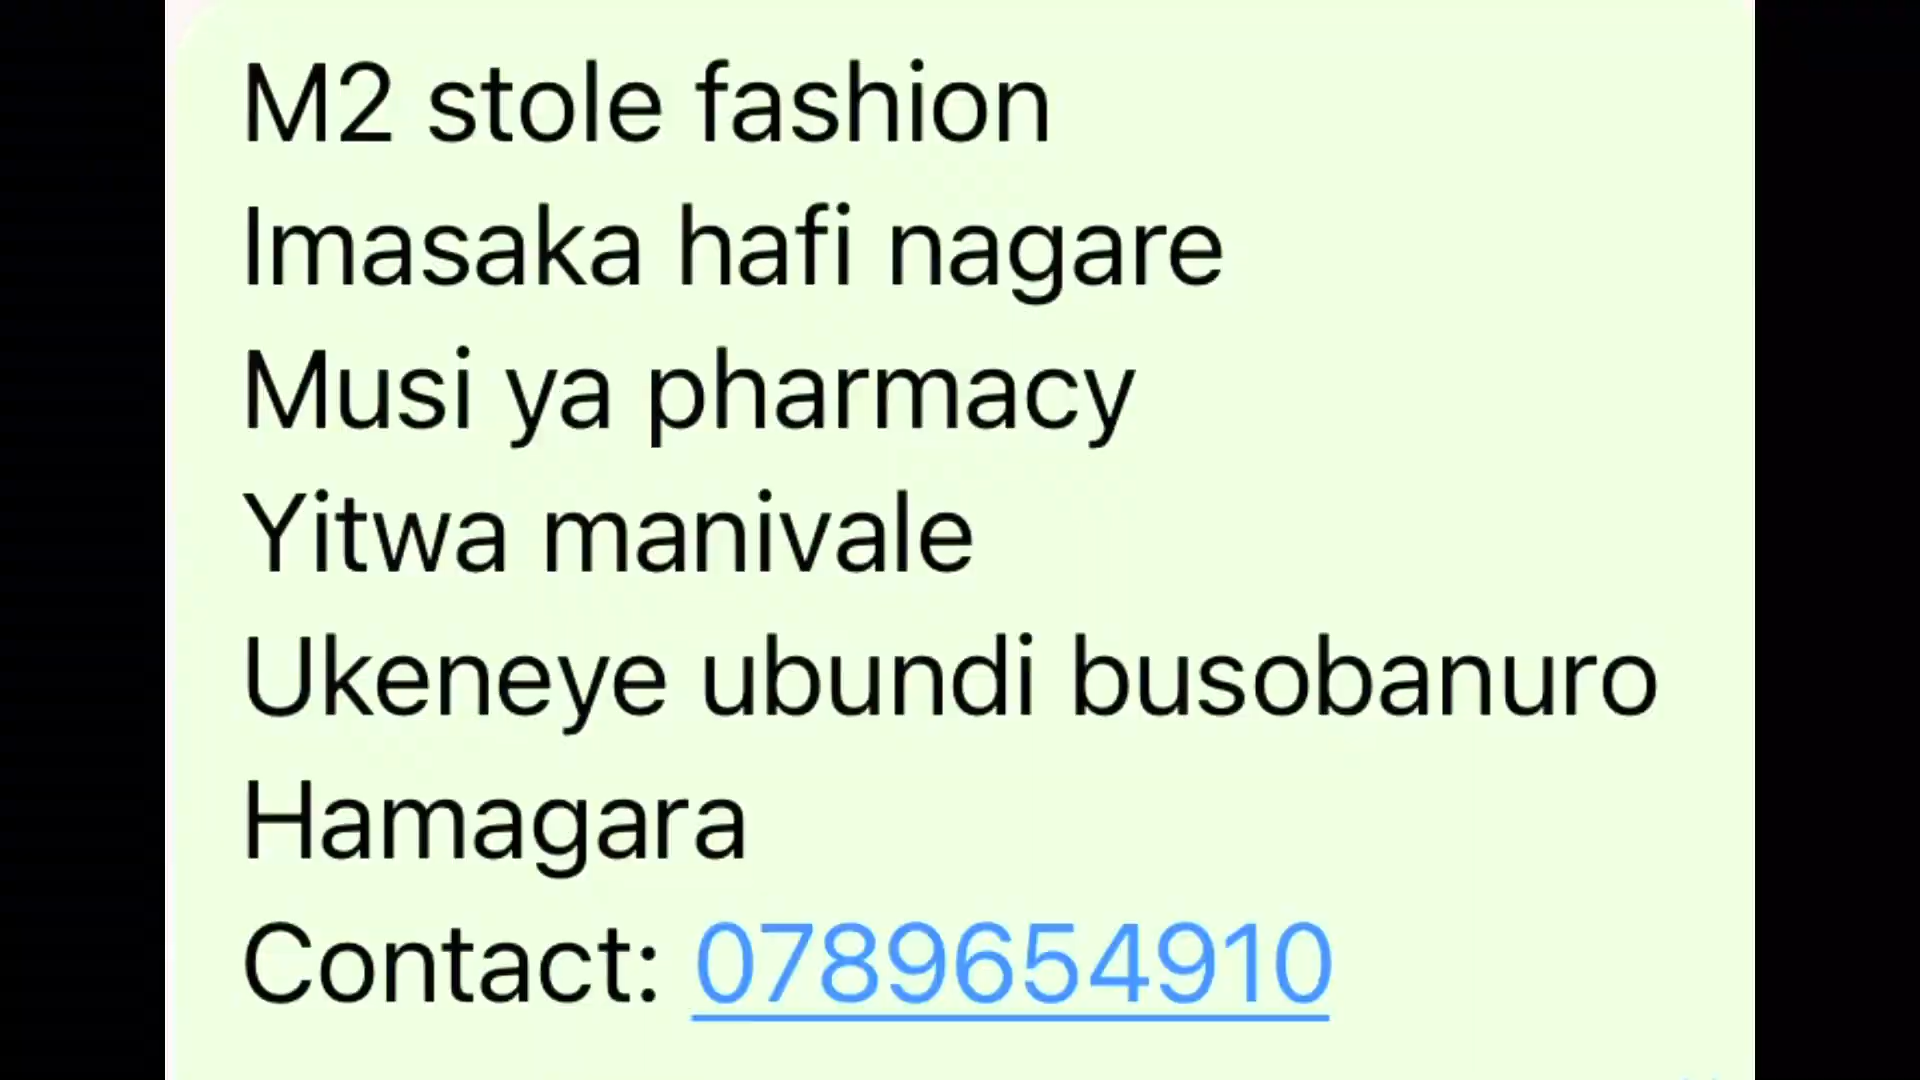 M2 stole fashion
Imasaka hafi nagare
Musi ya pharmacy
Yitwa manivale
Ukeneye ubundi busobanuro
Hamagara
Contact: 0789654910